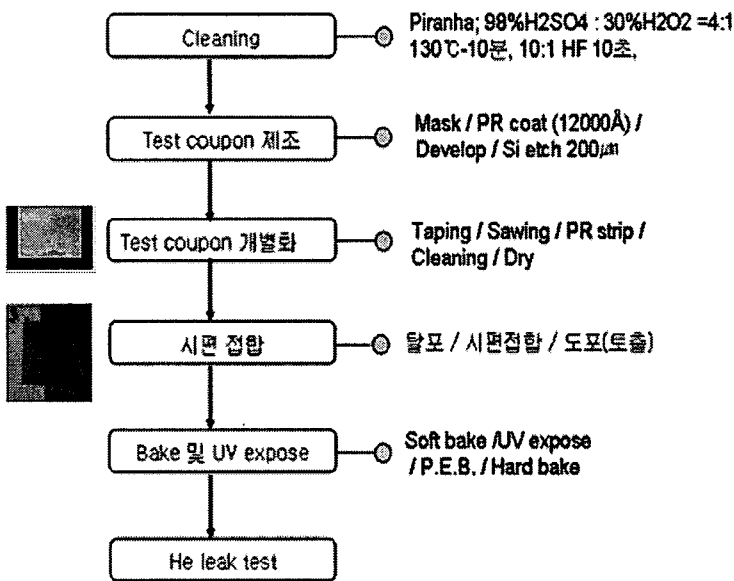 Cleaning
Piranha; 98%H2SO4 : 30%H2O2 =4:1
130℃-10분, 10:1 HF 10초,
Test coupon 제조
Mask / PR coat (12000Å) /
Develop / Si etch 200㎛
Test coupon 개별화
Taping / Sawing / PR strip /
Cleaning / Dry
시편 접합
탈포 / 시편접합 / 도포(토출)
Bake 및 UV expose
Soft bake /UV expose
/ P.E.B. / Hard bake
He leak test